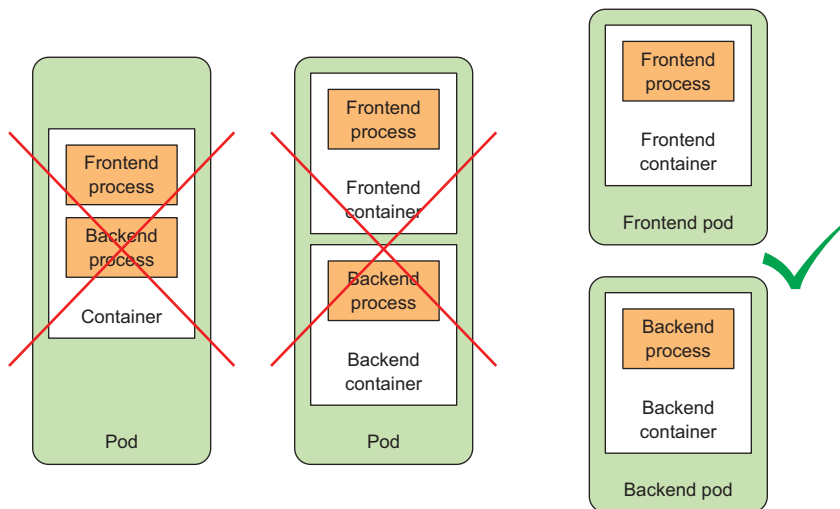 Frontend
process
Backend
process
Container
Pod
Frontend
process
Frontend
container
Backend
process
Backend
container
Pod
Frontend
process
Frontend
container
Frontend pod
Backend
process
Backend
container
Backend pod